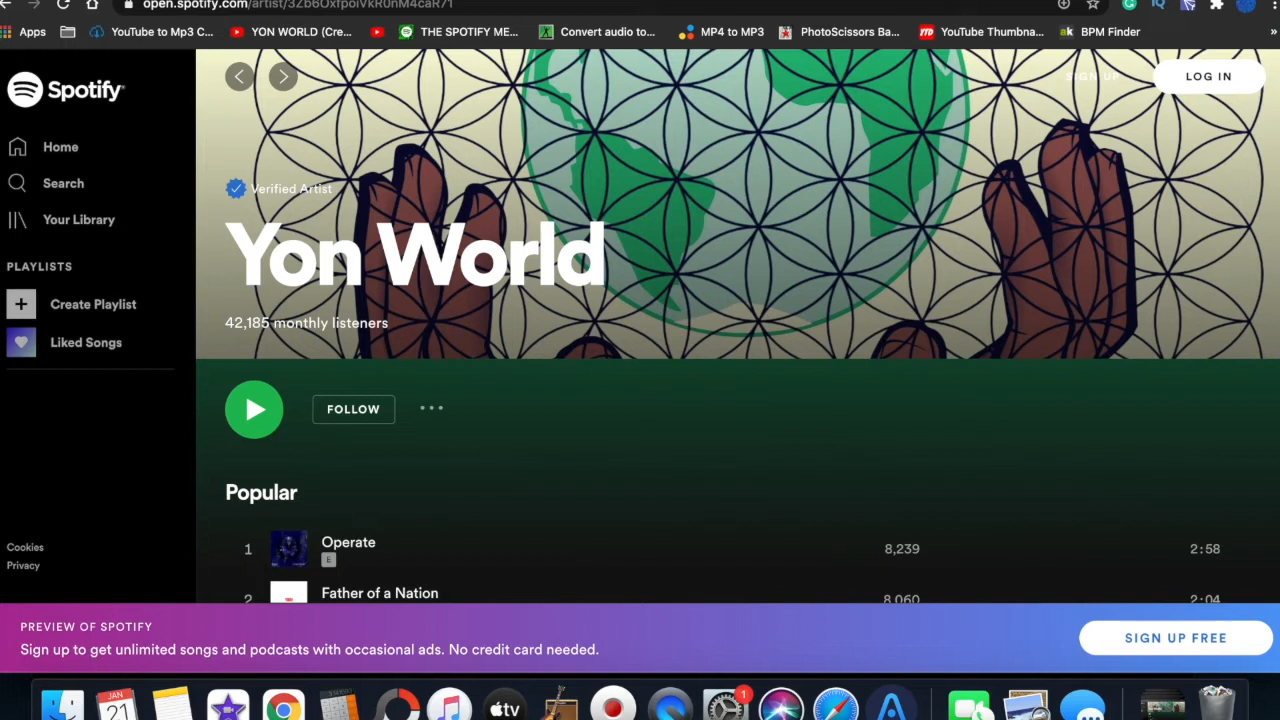 open.spotify.com/artist/3Zb6OxfpoivkR0nM4caR71
Apps
YouTube to Mp3 C...
YON WORLD (Cre...
THE SPOTIFY ME...
Convert audio to...
MP4 to MP3
PhotoScissors Ba...
YouTube Thumbna...
BPM Finder
»
Spotify
SIGN UP
LOG IN
Home
Search
Your Library
PLAYLISTS
Create Playlist
Liked Songs
Cookies
Privacy
Verified Artist
Yon World
42,185 monthly listeners
FOLLOW
Popular
1 Operate 8,239 2:58
E
2 Father of a Nation 8,060 2:04
PREVIEW OF SPOTIFY
Sign up to get unlimited songs and podcasts with occasional ads. No credit card needed.
SIGN UP FREE
JAN
21
tv
1